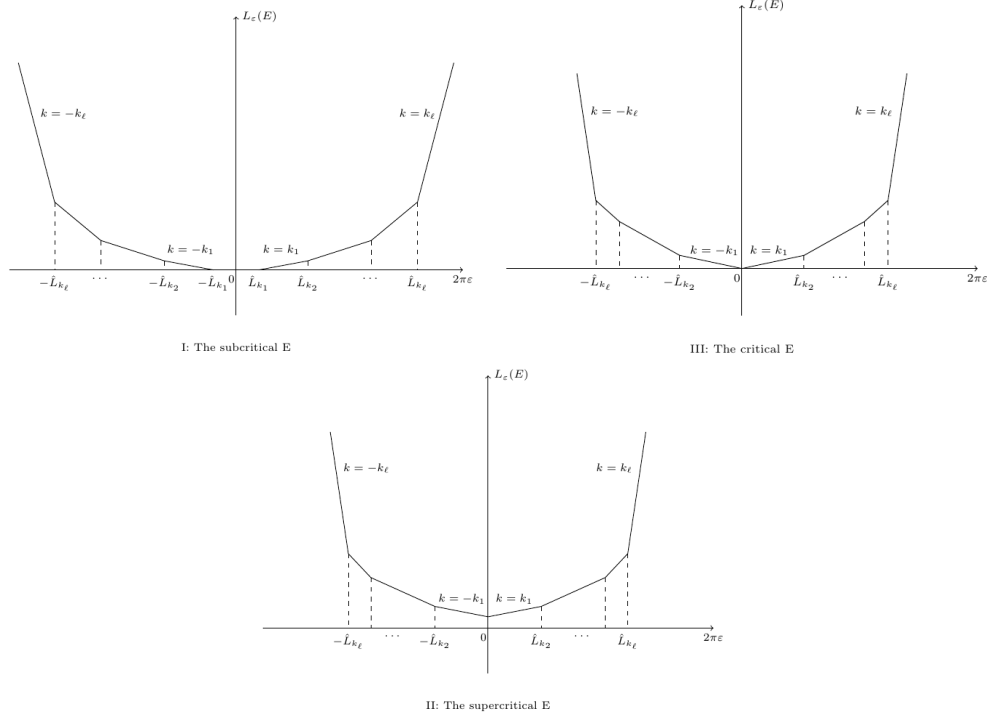 L_ε(E)
k = −k_ℓ
k = k_ℓ
k = −k_1
k = k_1
−L̂_{k_ℓ}
· · ·
−L̂_{k_2}
−L̂_{k_1}
0
L̂_{k_1}
L̂_{k_2}
· · ·
L̂_{k_ℓ}
2πε
I: The subcritical E
L_ε(E)
k = −k_ℓ
k = k_ℓ
k = −k_1
k = k_1
−L̂_{k_ℓ}
· · ·
−L̂_{k_2}
0
L̂_{k_2}
· · ·
L̂_{k_ℓ}
2πε
III: The critical E
L_ε(E)
k = −k_ℓ
k = k_ℓ
k = −k_1
k = k_1
−L̂_{k_ℓ}
· · ·
−L̂_{k_2}
0
L̂_{k_2}
· · ·
L̂_{k_ℓ}
2πε
II: The supercritical E